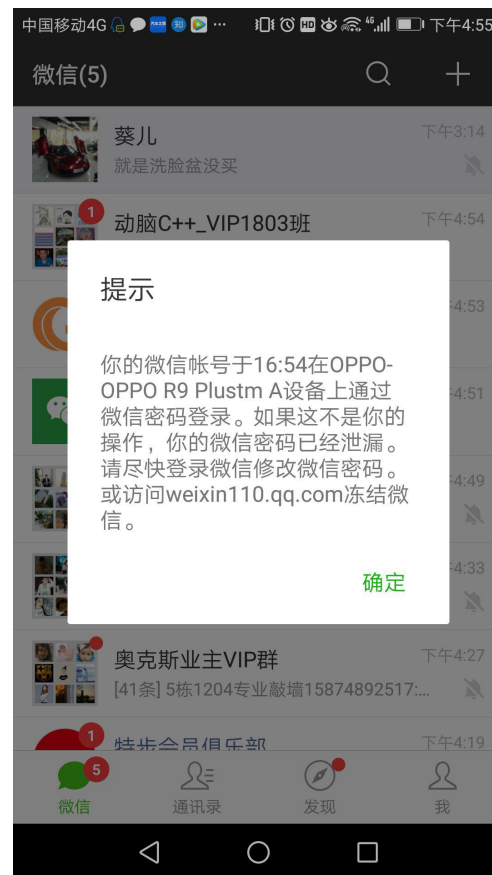 中国移动4G
46
下午4:55
微信(5)
葵儿
下午3:14
就是洗脸盆没买
1
动脑C++_VIP1803班
下午4:54
提示
4:53
你的微信帐号于16:54在OPPO-
OPPO R9 Plustm A设备上通过
微信密码登录。如果这不是你的
操作，你的微信密码已经泄漏。
请尽快登录微信修改微信密码。
或访问weixin110.qq.com冻结微
信。
4:51
4:49
确定
4:33
奥克斯业主VIP群
下午4:27
[41条] 5栋1204专业敲墙15874892517:...
1
特步会员俱乐部
下午4:19
5
微信
通讯录
发现
我